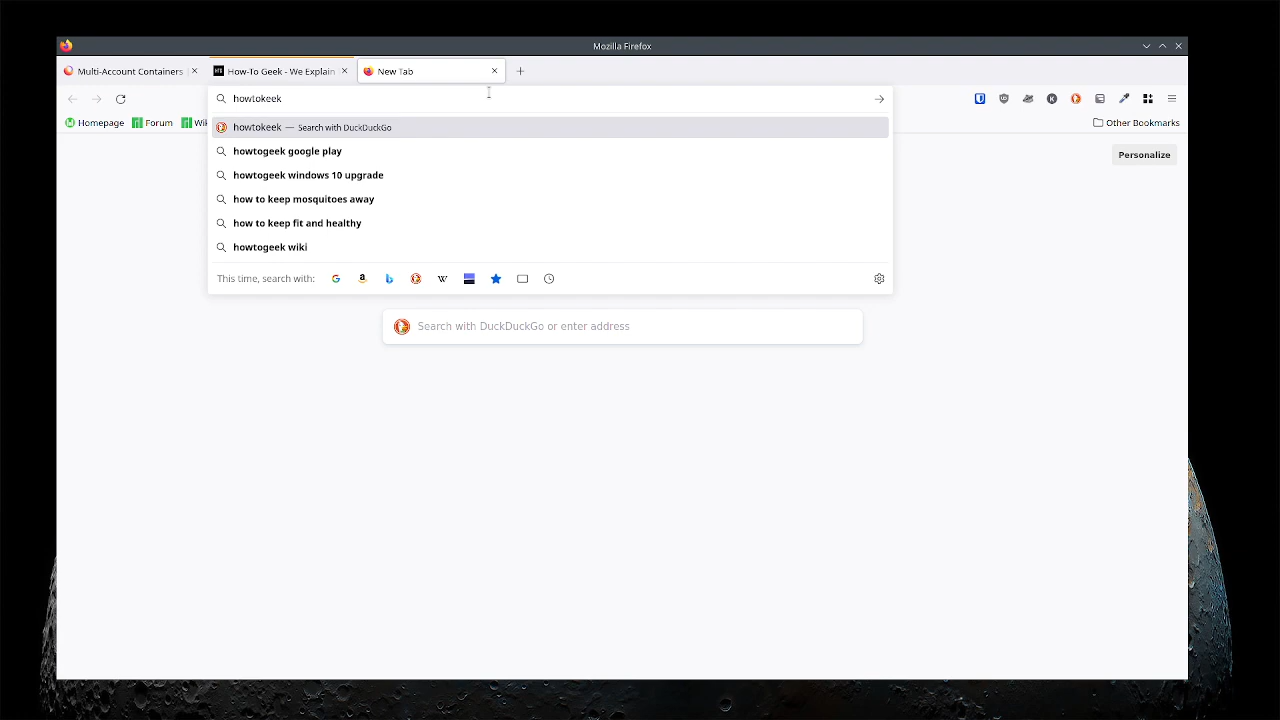 Mozilla Firefox
Multi-Account Containers
How-To Geek - We Explain
New Tab
howtokeek
Homepage
Forum
Wik
Other Bookmarks
howtokeek — Search with DuckDuckGo
howtogeek google play
howtogeek windows 10 upgrade
how to keep mosquitoes away
how to keep fit and healthy
howtogeek wiki
This time, search with:
Personalize
Search with DuckDuckGo or enter address